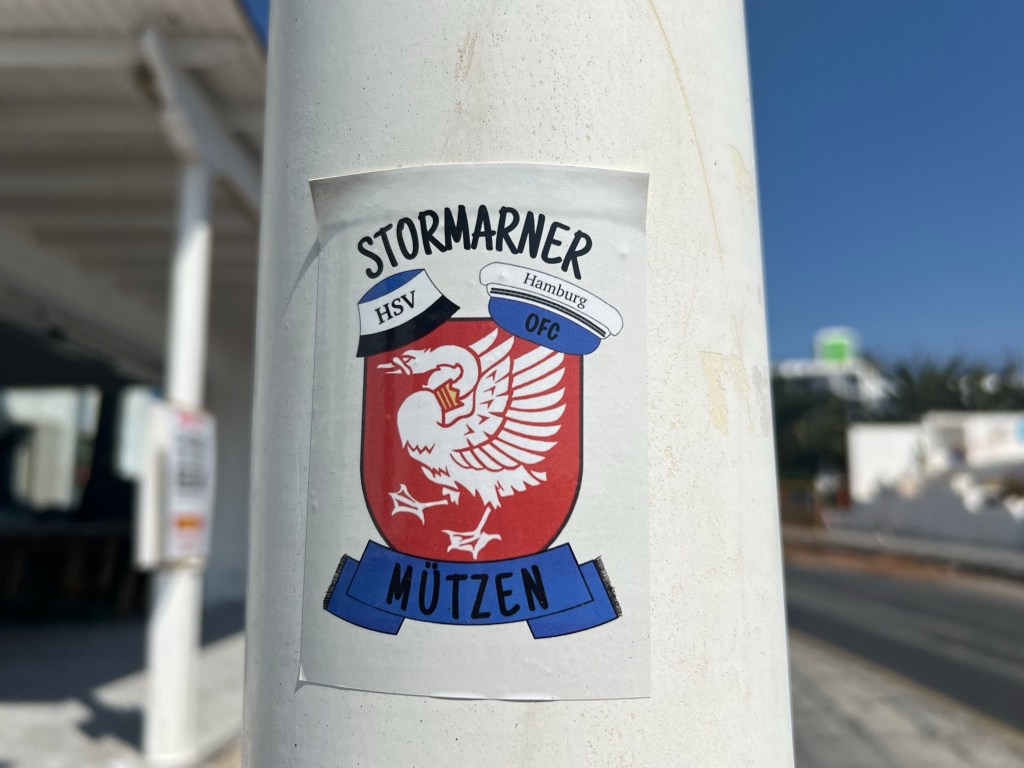 STORMARNER
HSV
Hamburg
OFC
MÜTZEN